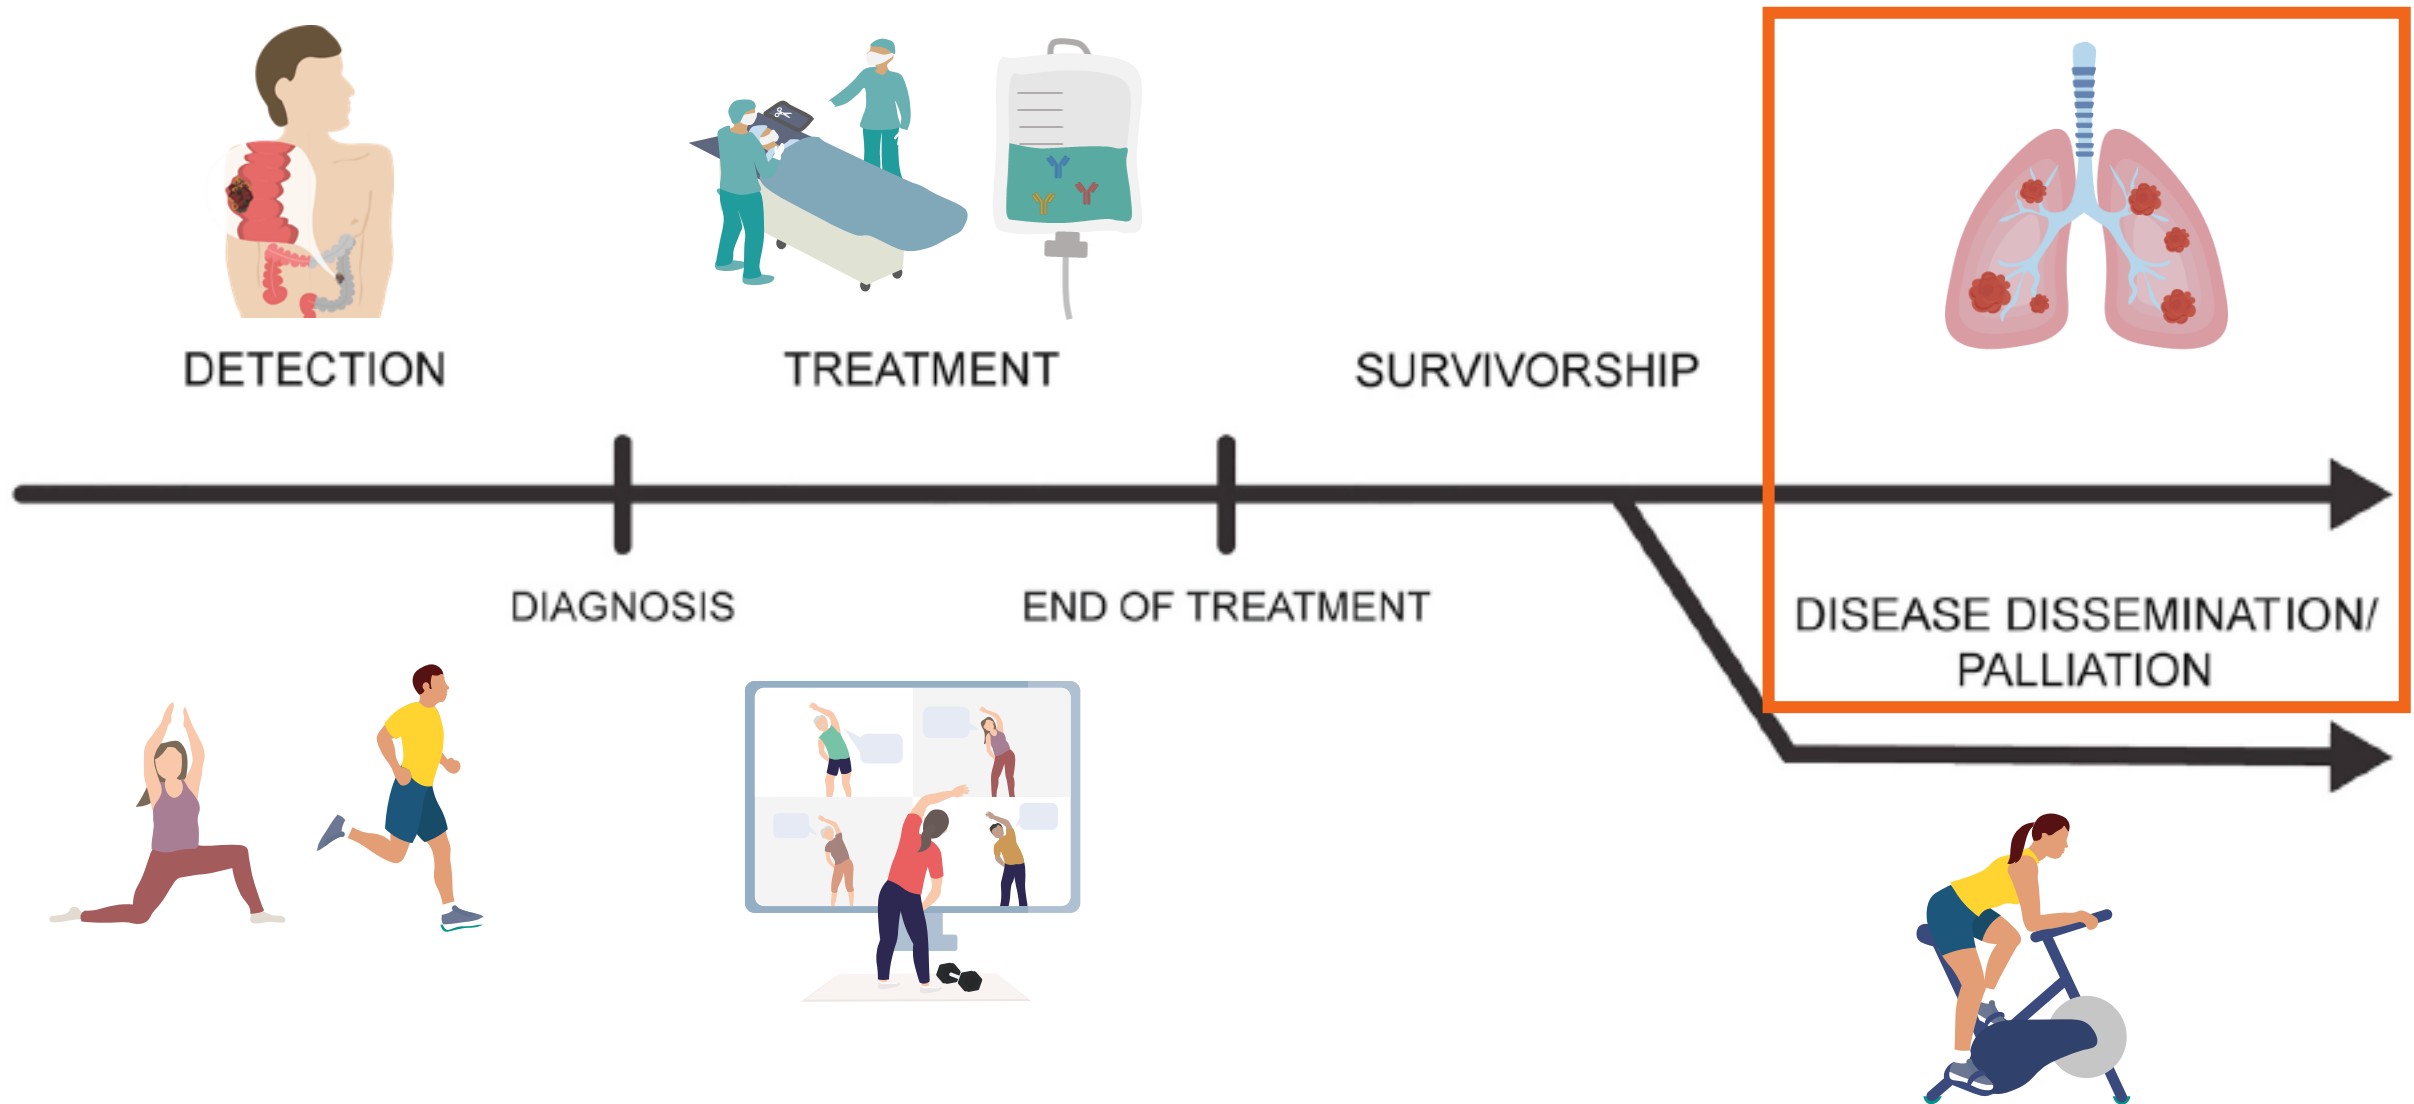 DETECTION
TREATMENT
SURVIVORSHIP
DIAGNOSIS
END OF TREATMENT
DISEASE DISSEMINATION/
PALLIATION